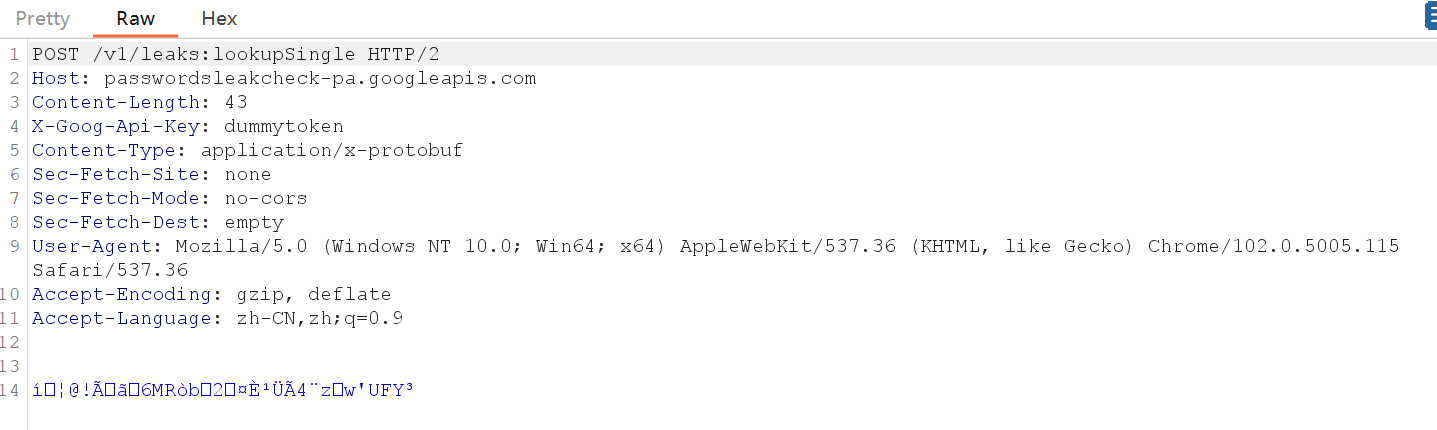 Pretty Raw Hex
1 POST /v1/leaks:lookupSingle HTTP/2
2 Host: passwordsleakcheck-pa.googleapis.com
3 Content-Length: 43
4 X-Goog-Api-Key: dummytoken
5 Content-Type: application/x-protobuf
6 Sec-Fetch-Site: none
7 Sec-Fetch-Mode: no-cors
8 Sec-Fetch-Dest: empty
9 User-Agent: Mozilla/5.0 (Windows NT 10.0; Win64; x64) AppleWebKit/537.36 (KHTML, like Gecko) Chrome/102.0.5005.115
Safari/537.36
10 Accept-Encoding: gzip, deflate
11 Accept-Language: zh-CN,zh;q=0.9
12
13
14 í□¦@!Ã□ã□6MRòb□2□¤È¹ÜÃ4¨z□w'UFY³